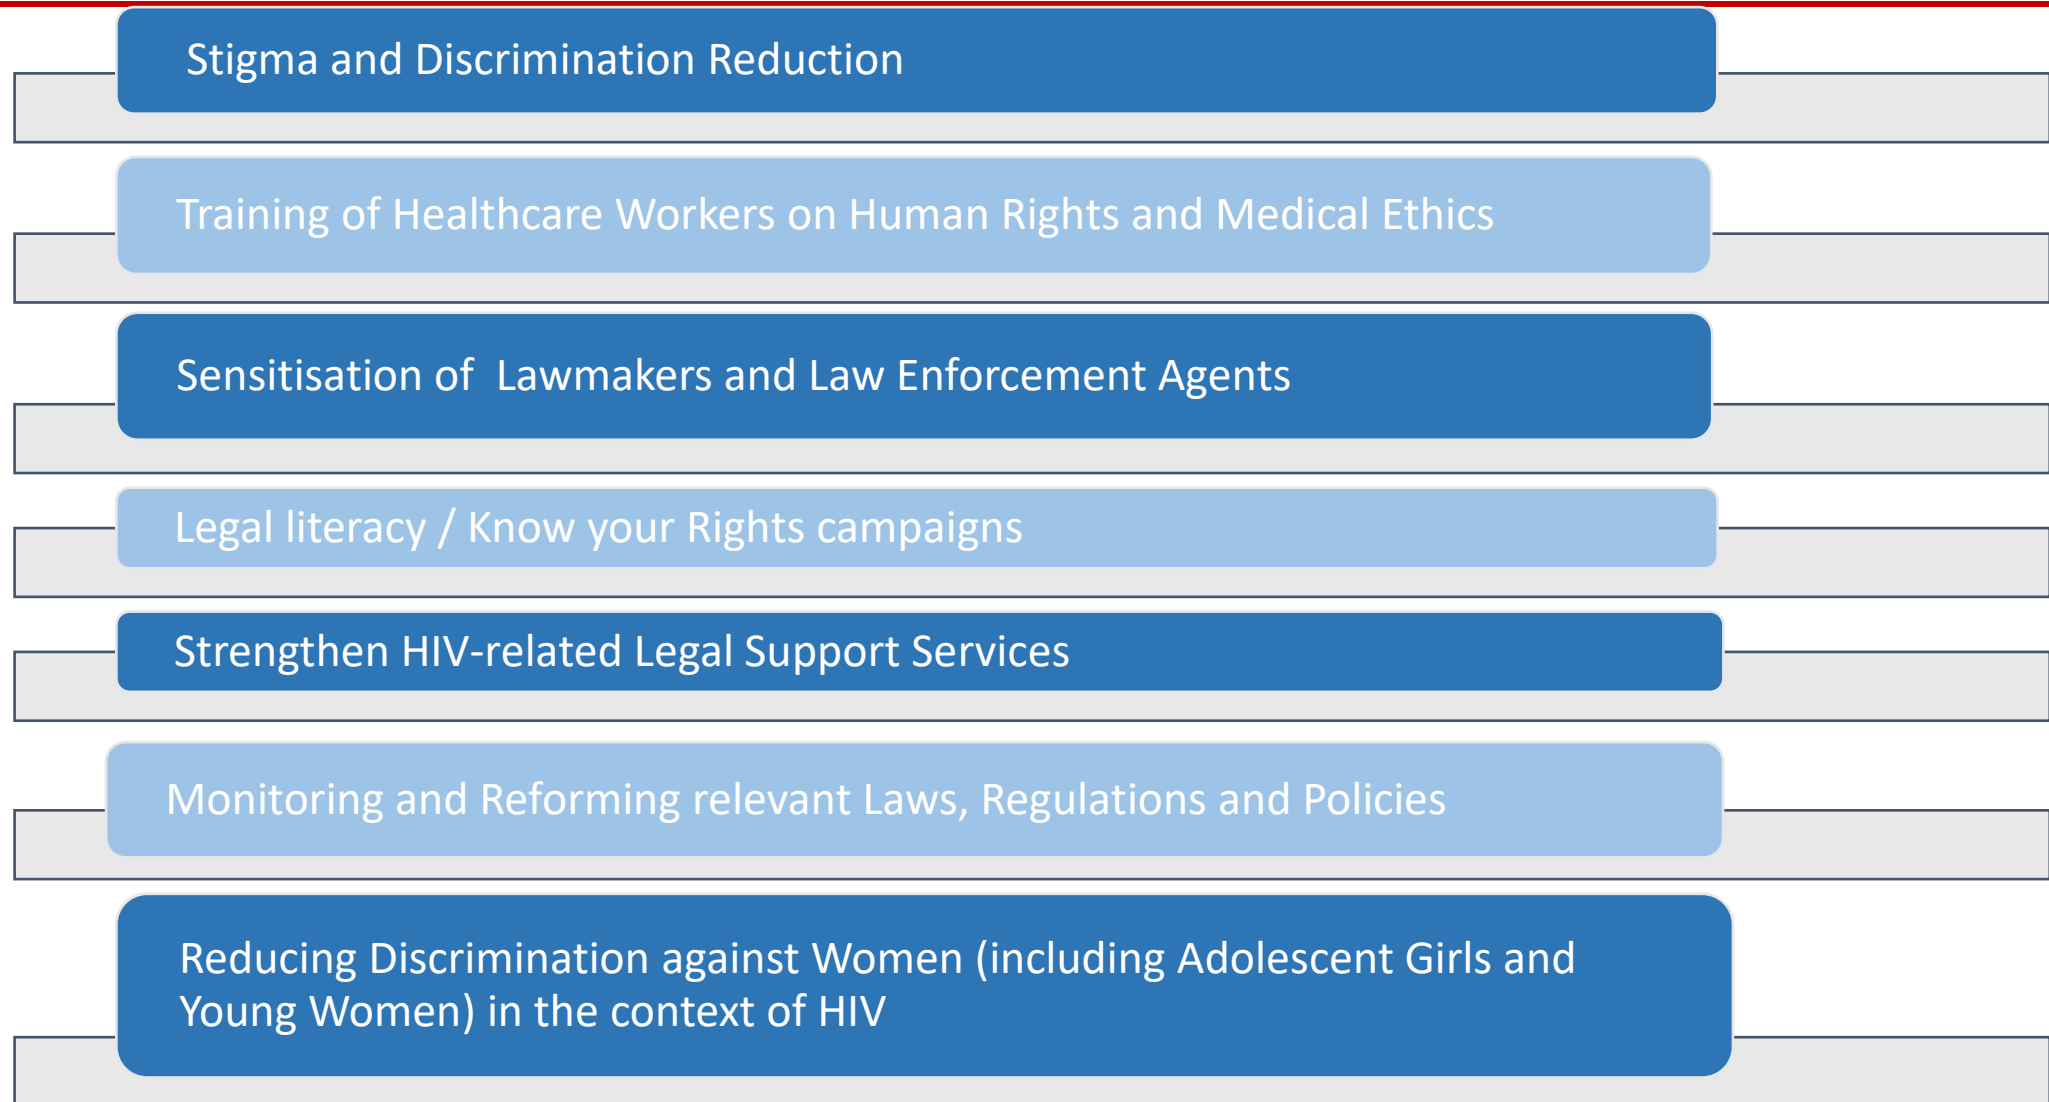 Stigma and Discrimination Reduction
Training of Healthcare Workers on Human Rights and Medical Ethics
Sensitisation of  Lawmakers and Law Enforcement Agents
Legal literacy / Know your Rights campaigns
Strengthen HIV-related Legal Support Services
Monitoring and Reforming relevant Laws, Regulations and Policies
Reducing Discrimination against Women (including Adolescent Girls and
Young Women) in the context of HIV